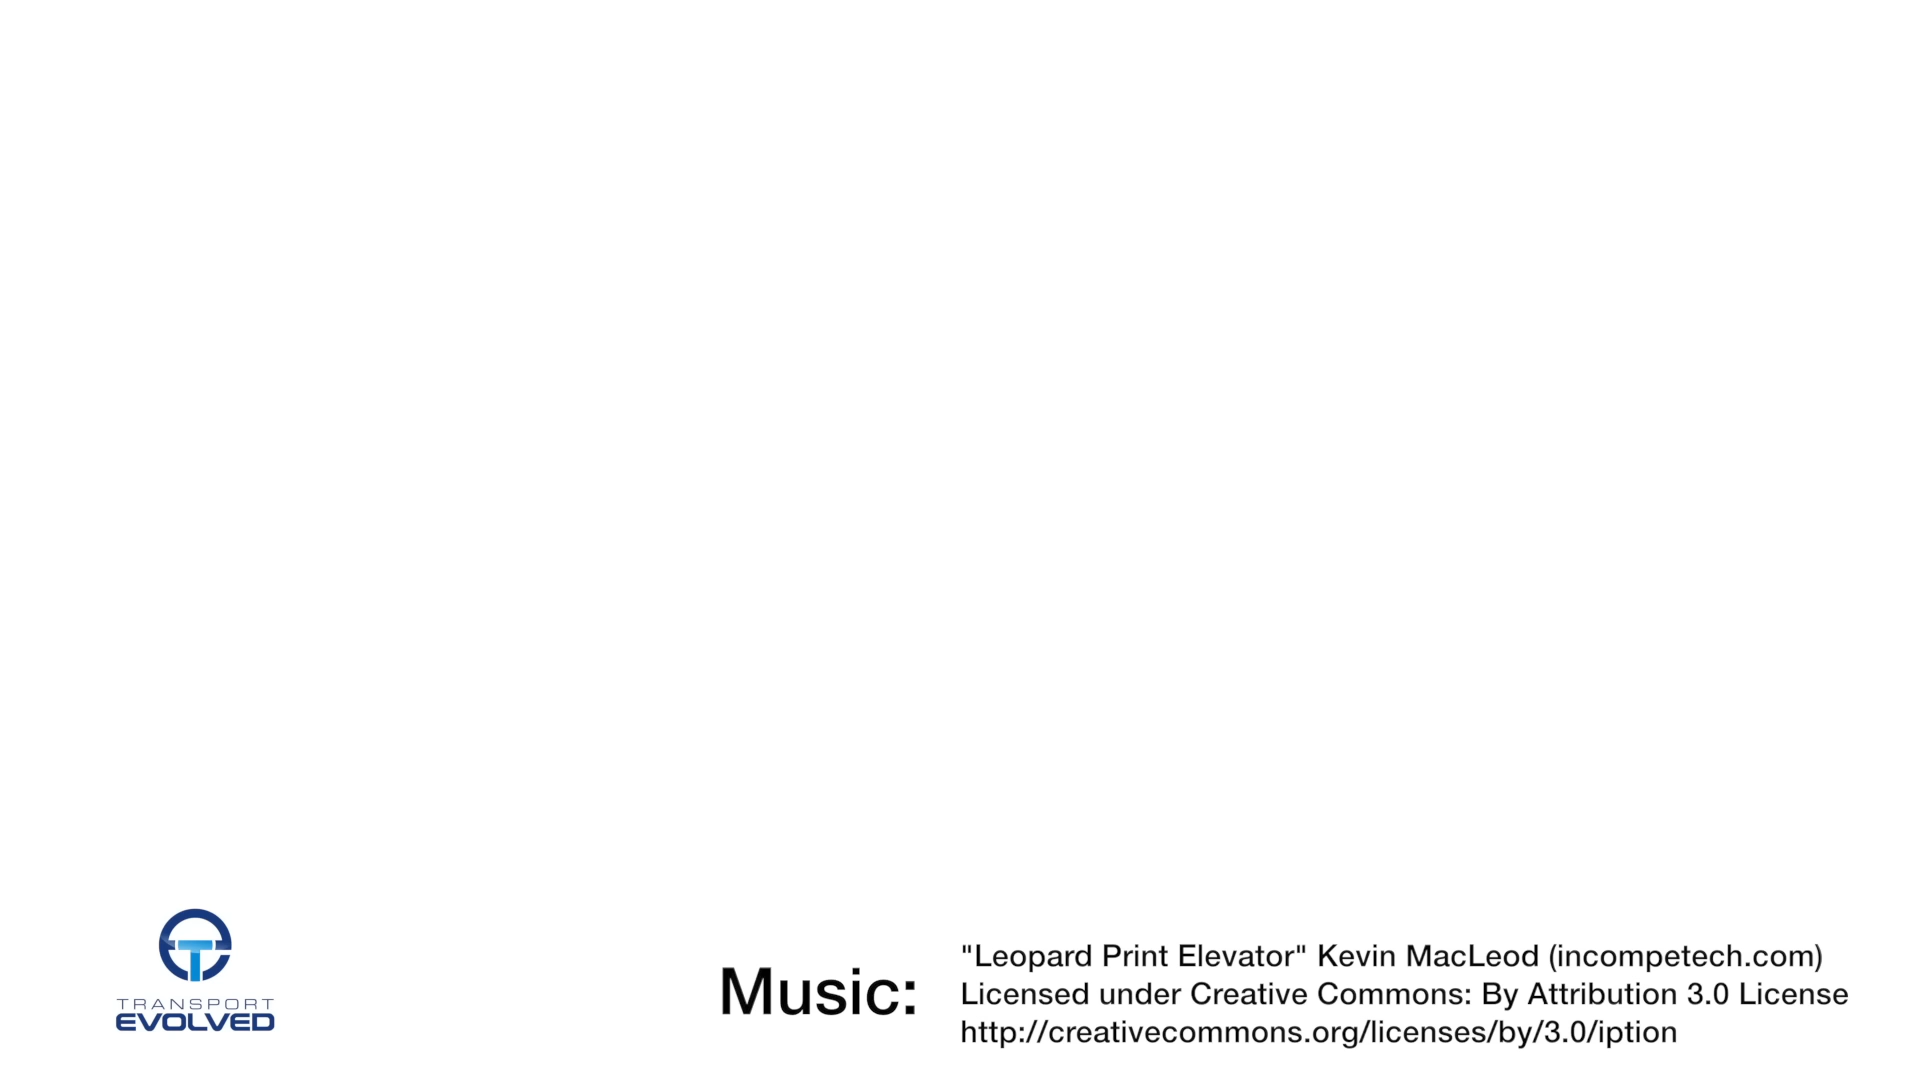 TRANSPORT
EVOLVED
Music:
"Leopard Print Elevator" Kevin MacLeod (incompetech.com)
Licensed under Creative Commons: By Attribution 3.0 License
http://creativecommons.org/licenses/by/3.0/iption